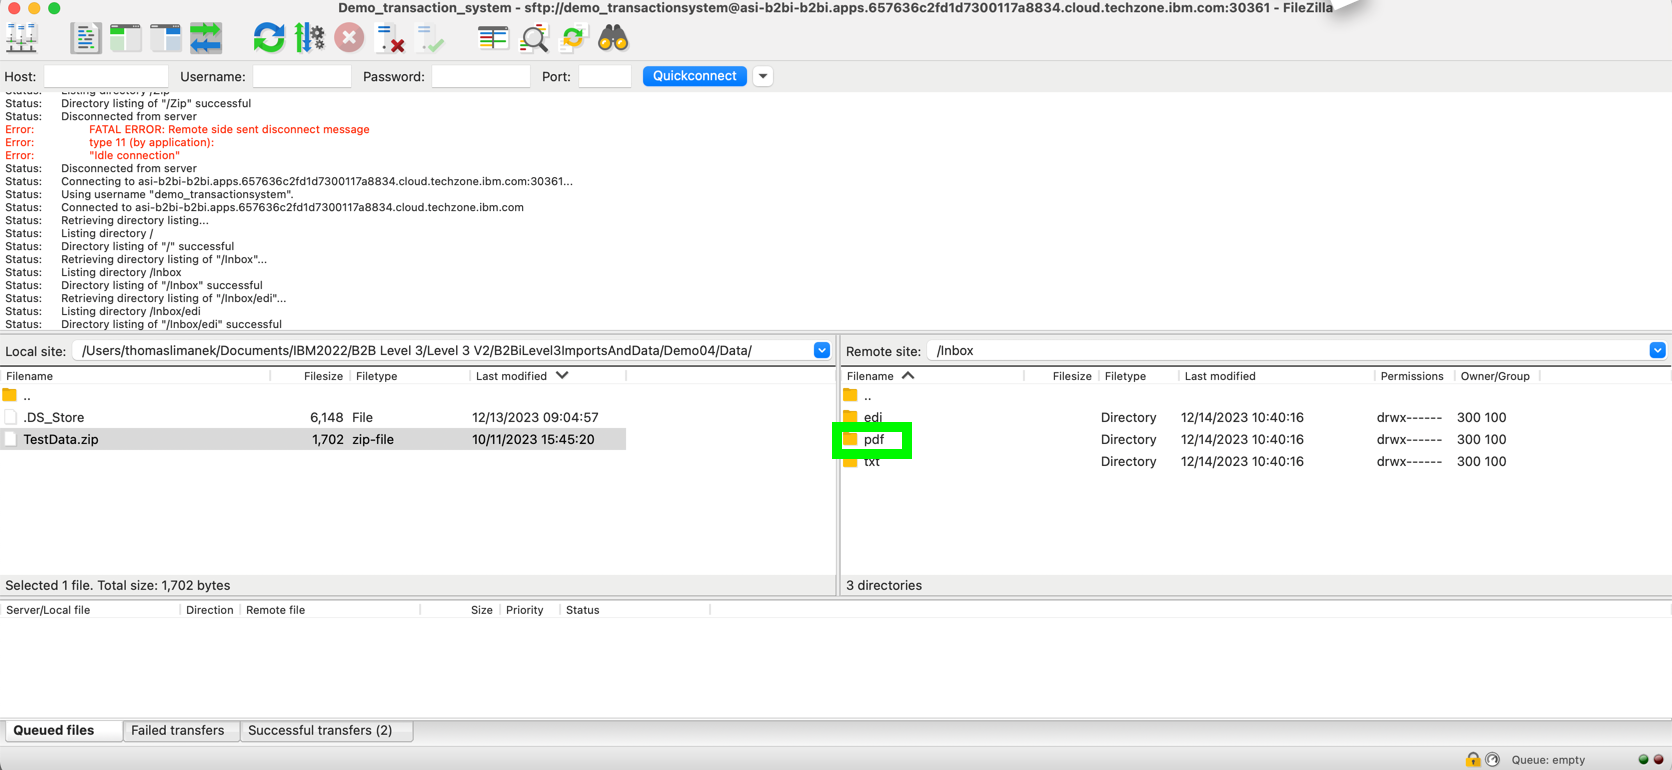 Demo_transaction_system - sftp://demo_transactionsystem@asi-b2bi-b2bi.apps.657636c2fd1d7300117a8834.cloud.techzone.ibm.com:30361 - FileZilla
Host: Username: Password: Port: Quickconnect
Status: Listing directory /Zip
Status: Directory listing of "/Zip" successful
Status: Disconnected from server
Error: FATAL ERROR: Remote side sent disconnect message
Error: type 11 (by application):
Error: "Idle connection"
Status: Disconnected from server
Status: Connecting to asi-b2bi-b2bi.apps.657636c2fd1d7300117a8834.cloud.techzone.ibm.com:30361...
Status: Using username "demo_transactionsystem".
Status: Connected to asi-b2bi-b2bi.apps.657636c2fd1d7300117a8834.cloud.techzone.ibm.com
Status: Retrieving directory listing...
Status: Listing directory /
Status: Directory listing of "/" successful
Status: Retrieving directory listing of "/Inbox"...
Status: Listing directory /Inbox
Status: Directory listing of "/Inbox" successful
Status: Retrieving directory listing of "/Inbox/edi"...
Status: Listing directory /Inbox/edi
Status: Directory listing of "/Inbox/edi" successful
Local site: /Users/thomaslimanek/Documents/IBM2022/B2B Level 3/Level 3 V2/B2BiLevel3ImportsAndData/Demo04/Data/
Filename Filesize Filetype Last modified
..
.DS_Store 6,148 File 12/13/2023 09:04:57
TestData.zip 1,702 zip-file 10/11/2023 15:45:20
Selected 1 file. Total size: 1,702 bytes
Remote site: /Inbox
Filename Filesize Filetype Last modified Permissions Owner/Group
..
edi Directory 12/14/2023 10:40:16 drwx------ 300 100
pdf Directory 12/14/2023 10:40:16 drwx------ 300 100
txt Directory 12/14/2023 10:40:16 drwx------ 300 100
3 directories
Server/Local file Direction Remote file Size Priority Status
Queued files Failed transfers Successful transfers (2)
Queue: empty